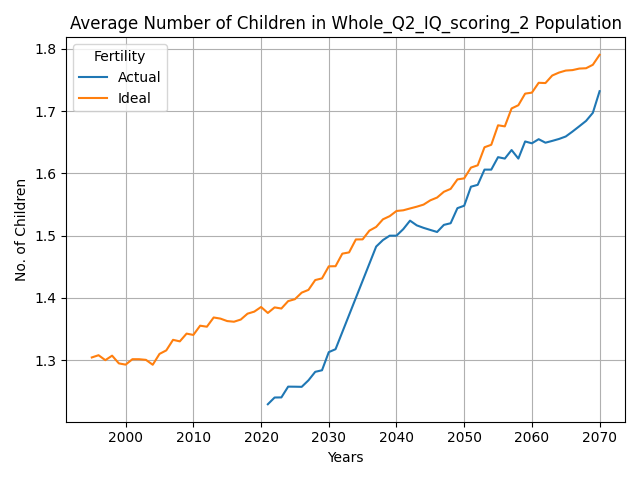 Average Number of Children in Whole_Q2_IQ_scoring_2 Population
Fertility
Actual
Ideal
No. of Children
1.8
1.7
1.6
1.5
1.4
1.3
2000 2010 2020 2030 2040 2050 2060 2070
Years